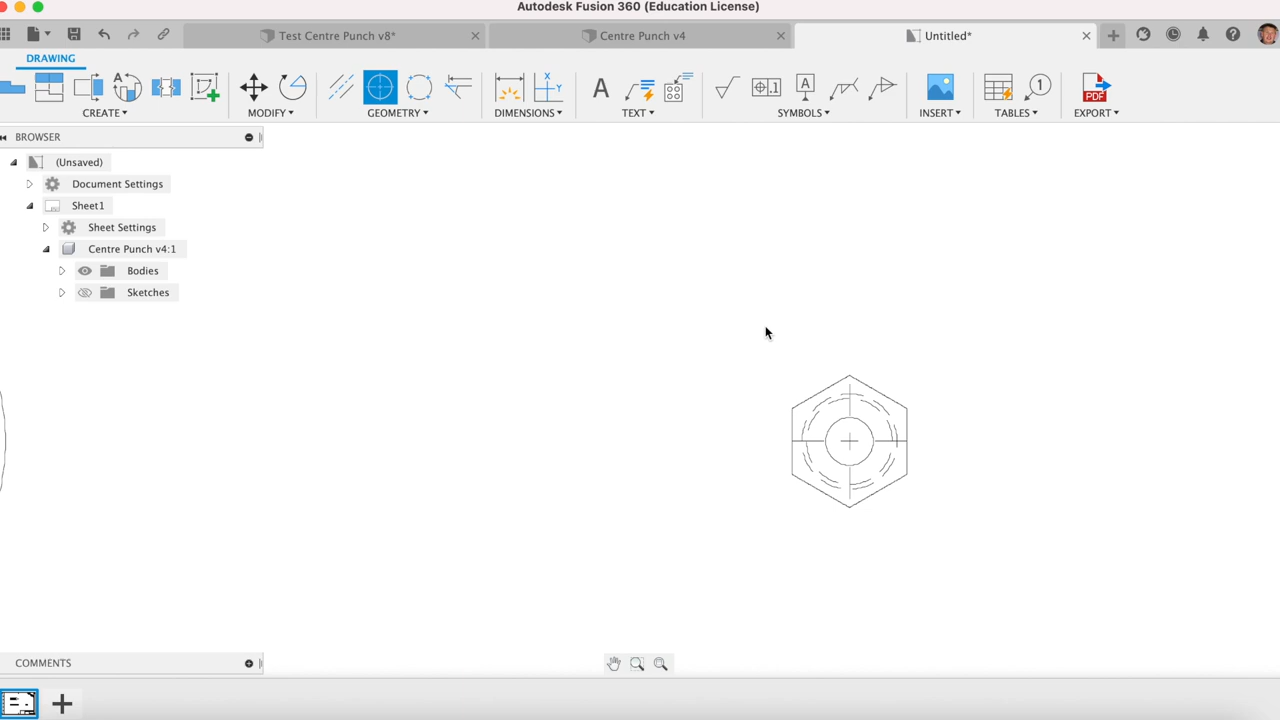 Autodesk Fusion 360 (Education License)
Test Centre Punch v8*
Centre Punch v4
Untitled*
DRAWING
CREATE
MODIFY
GEOMETRY
DIMENSIONS
TEXT
SYMBOLS
INSERT
TABLES
EXPORT
BROWSER
(Unsaved)
Document Settings
Sheet1
Sheet Settings
Centre Punch v4:1
Bodies
Sketches
COMMENTS